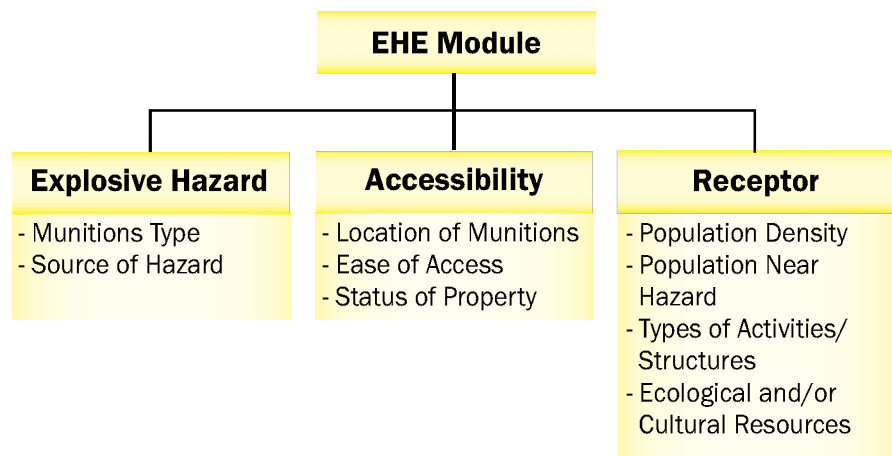 EHE Module
Explosive Hazard
- Munitions Type
- Source of Hazard
Accessibility
- Location of Munitions
- Ease of Access
- Status of Property
Receptor
- Population Density
- Population Near
Hazard
- Types of Activities/
Structures
- Ecological and/or
Cultural Resources